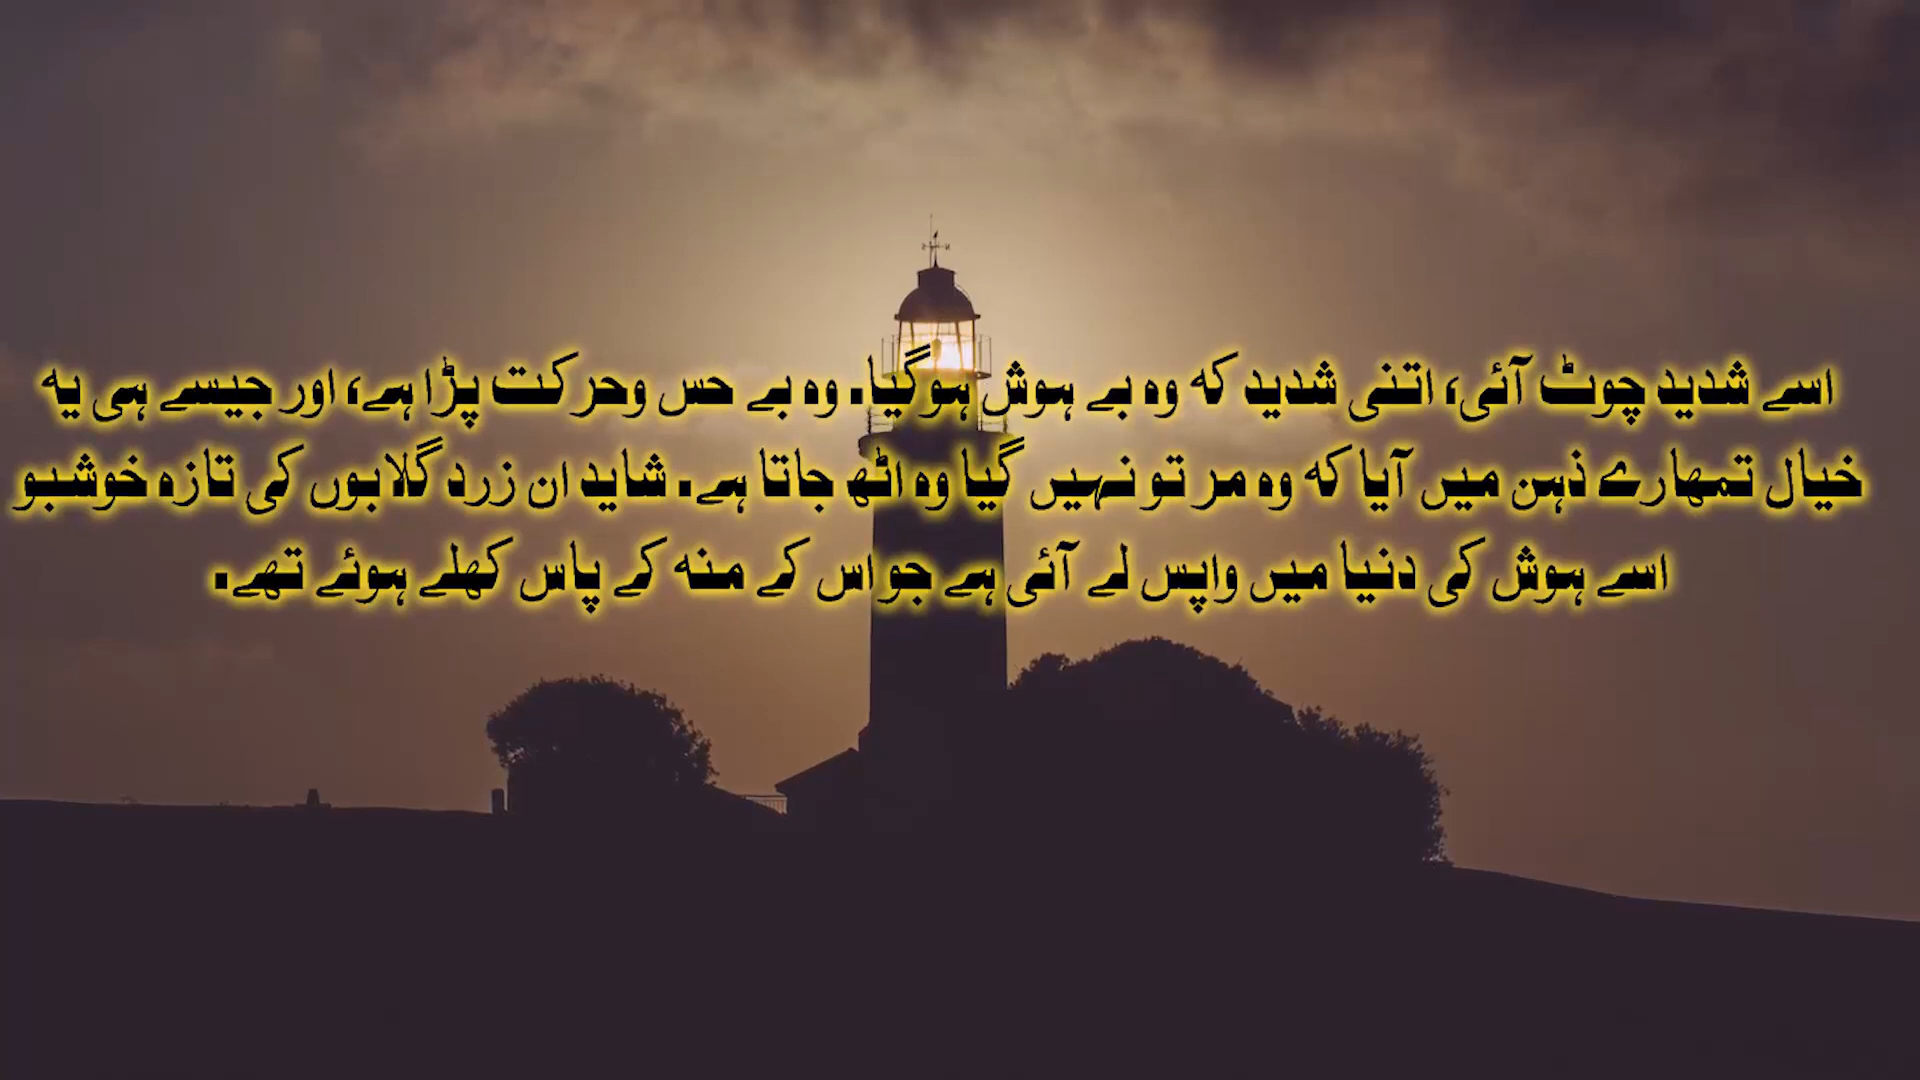 اسے شدید چوٹ آئی، اتنی شدید کہ وہ بے ہوش ہوگیا۔ وہ بے حس وحرکت پڑا ہے، اور جیسے ہی یہ
خیال تمھارے ذہن میں آیا کہ وہ مر تو نہیں گیا وہ اٹھ جاتا ہے۔ شاید ان زرد گلابوں کی تازہ خوشبو
اسے ہوش کی دنیا میں واپس لے آئی ہے جو اس کے منہ کے پاس کھلے ہوئے تھے۔